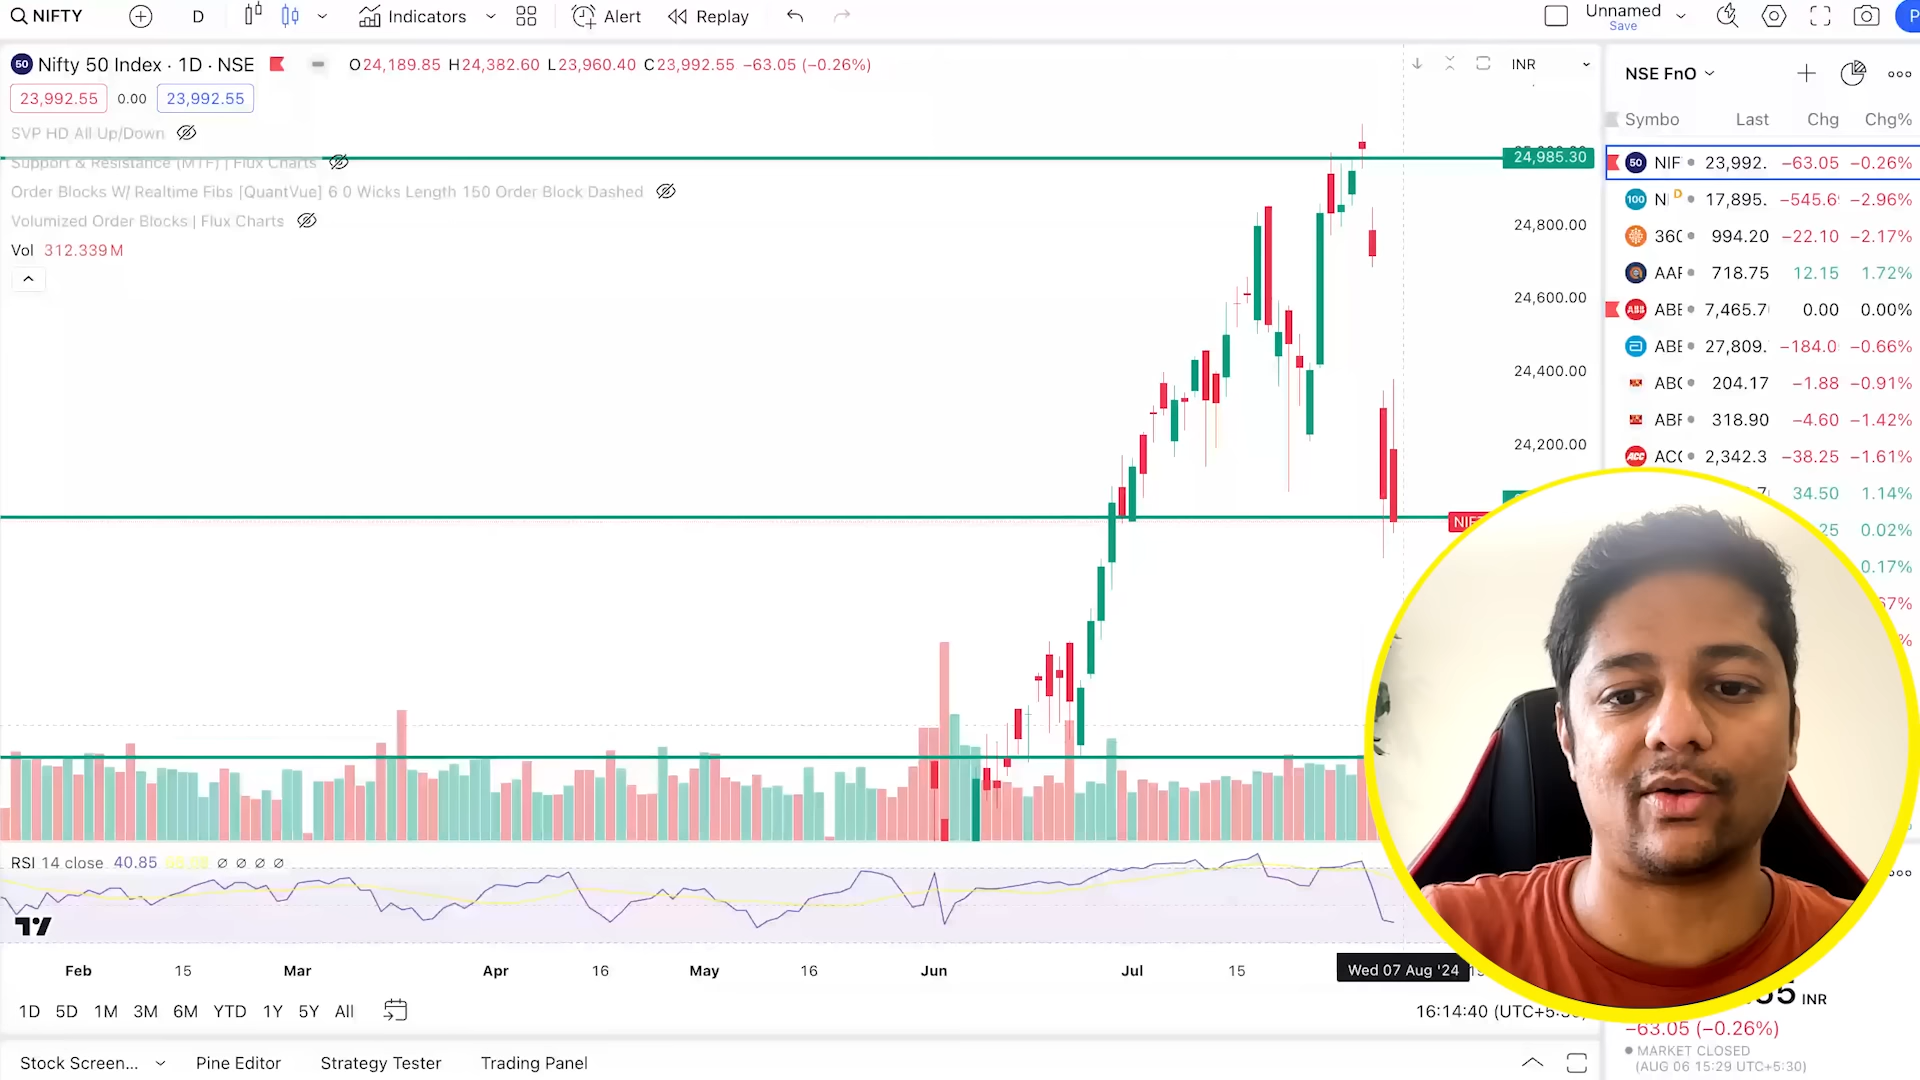 NIFTY D Indicators Alert Replay Unnamed
Save
50 Nifty 50 Index · 1D · NSE O24,189.85 H24,382.60 L23,960.40 C23,992.55 −63.05 (−0.26%) INR
NSE FnO
23,992.55 0.00 23,992.55
Symbo Last Chg Chg%
SVP HD All Up/Down
Support & Resistance (MTF) | Flux Charts
Order Blocks W/ Realtime Fibs [QuantVue] 6 0 Wicks Length 150 Order Block Dashed
Volumized Order Blocks | Flux Charts
Vol 312.339M
24,985.30
24,800.00
24,600.00
24,400.00
24,200.00
50 NIF 23,992. −63.05 −0.26%
100 N D 17,895. −545.6 −2.96%
360 994.20 −22.10 −2.17%
AAF 718.75 12.15 1.72%
ABB ABE 7,465.7 0.00 0.00%
ABE 27,809. −184.0 −0.66%
ABC 204.17 −1.88 −0.91%
ABF 318.90 −4.60 −1.42%
ACC ACC 2,342.3 −38.25 −1.61%
34.50 1.14%
25 0.02%
0.17%
67%
%
NIF
RSI 14 close 40.85
Feb 15 Mar Apr 16 May 16 Jun Jul 15 Wed 07 Aug '24
1D 5D 1M 3M 6M YTD 1Y 5Y All 16:14:40 (UTC+5:30
55 INR
−63.05 (−0.26%)
MARKET CLOSED
(AUG 06 15:29 UTC+5:30)
Stock Screen... Pine Editor Strategy Tester Trading Panel